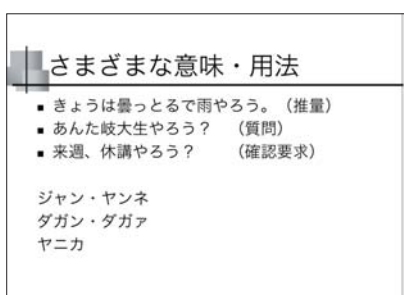 さまざまな意味・用法
■ きょうは曇っとるで雨やろう。（推量）
■ あんた岐大生やろう？　（質問）
■ 来週、休講やろう？　（確認要求）
ジャン・ヤンネ
ダガン・ダガァ
ヤニカ